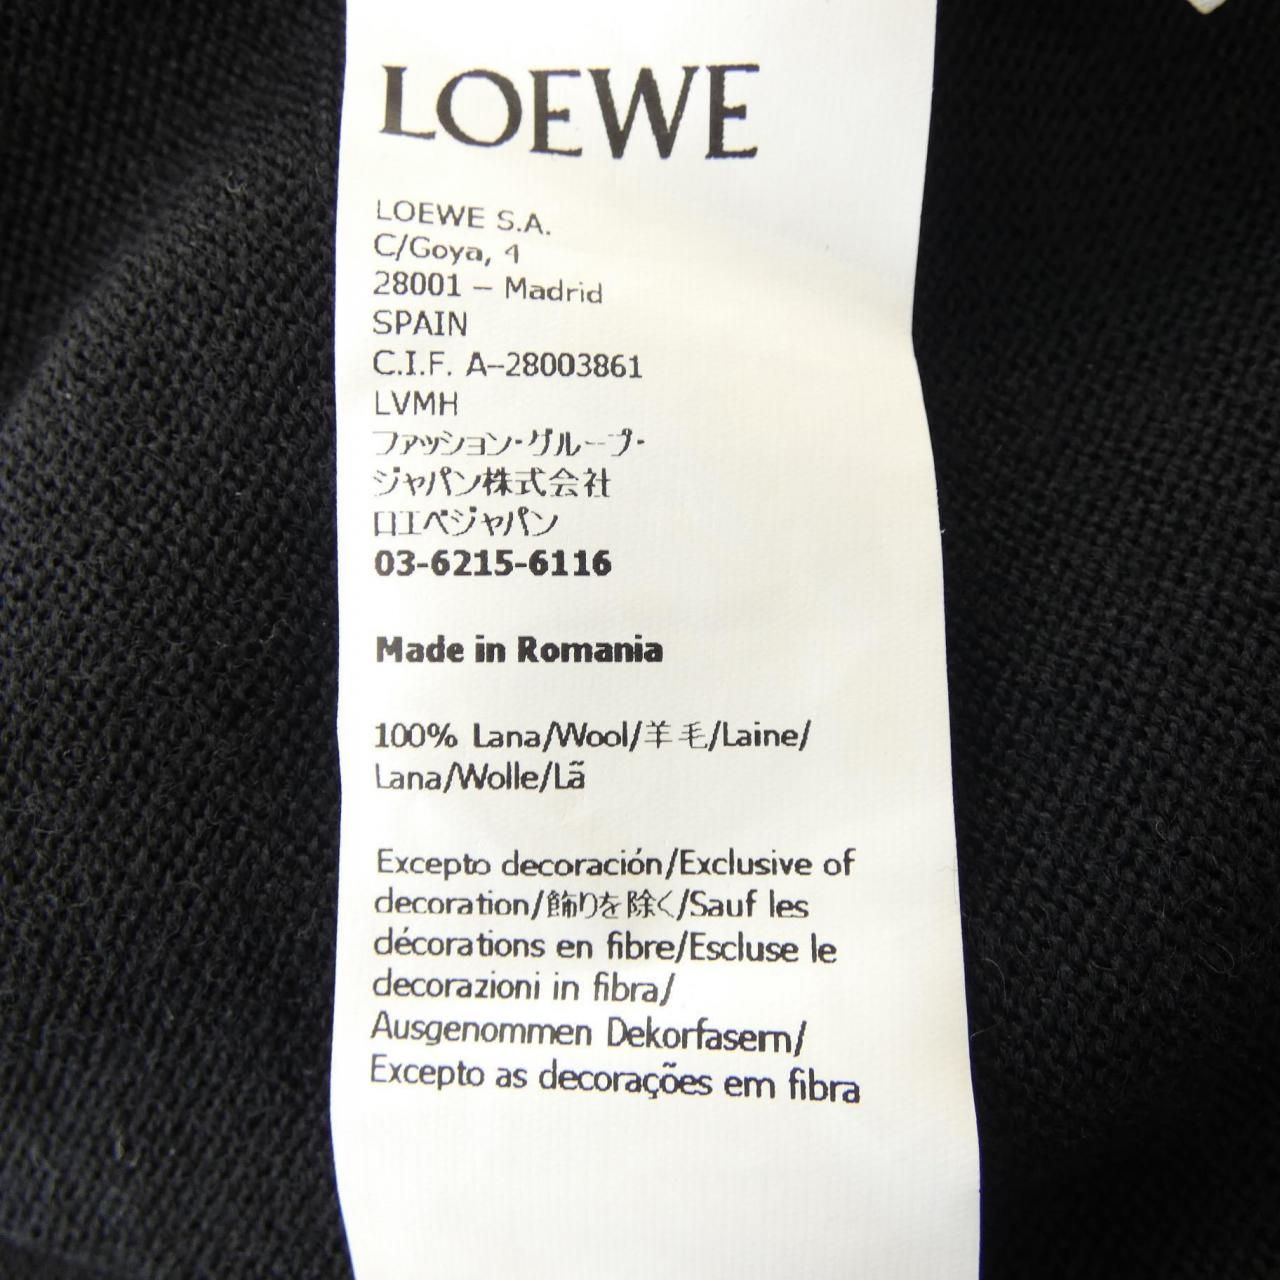 LOEWE
LOEWE S.A.
C/Goya, 4
28001 – Madrid
SPAIN
C.I.F. A–28003861
LVMH
ファッション・グループ・
ジャパン株式会社
ロエベジャパン
03-6215-6116
Made in Romania
100% Lana/Wool/羊毛/Laine/
Lana/Wolle/Lã
Excepto decoración/Exclusive of
decoration/飾りを除く/Sauf les
décorations en fibre/Escluse le
decorazioni in fibra/
Ausgenommen Dekorfasern/
Excepto as decorações em fibra